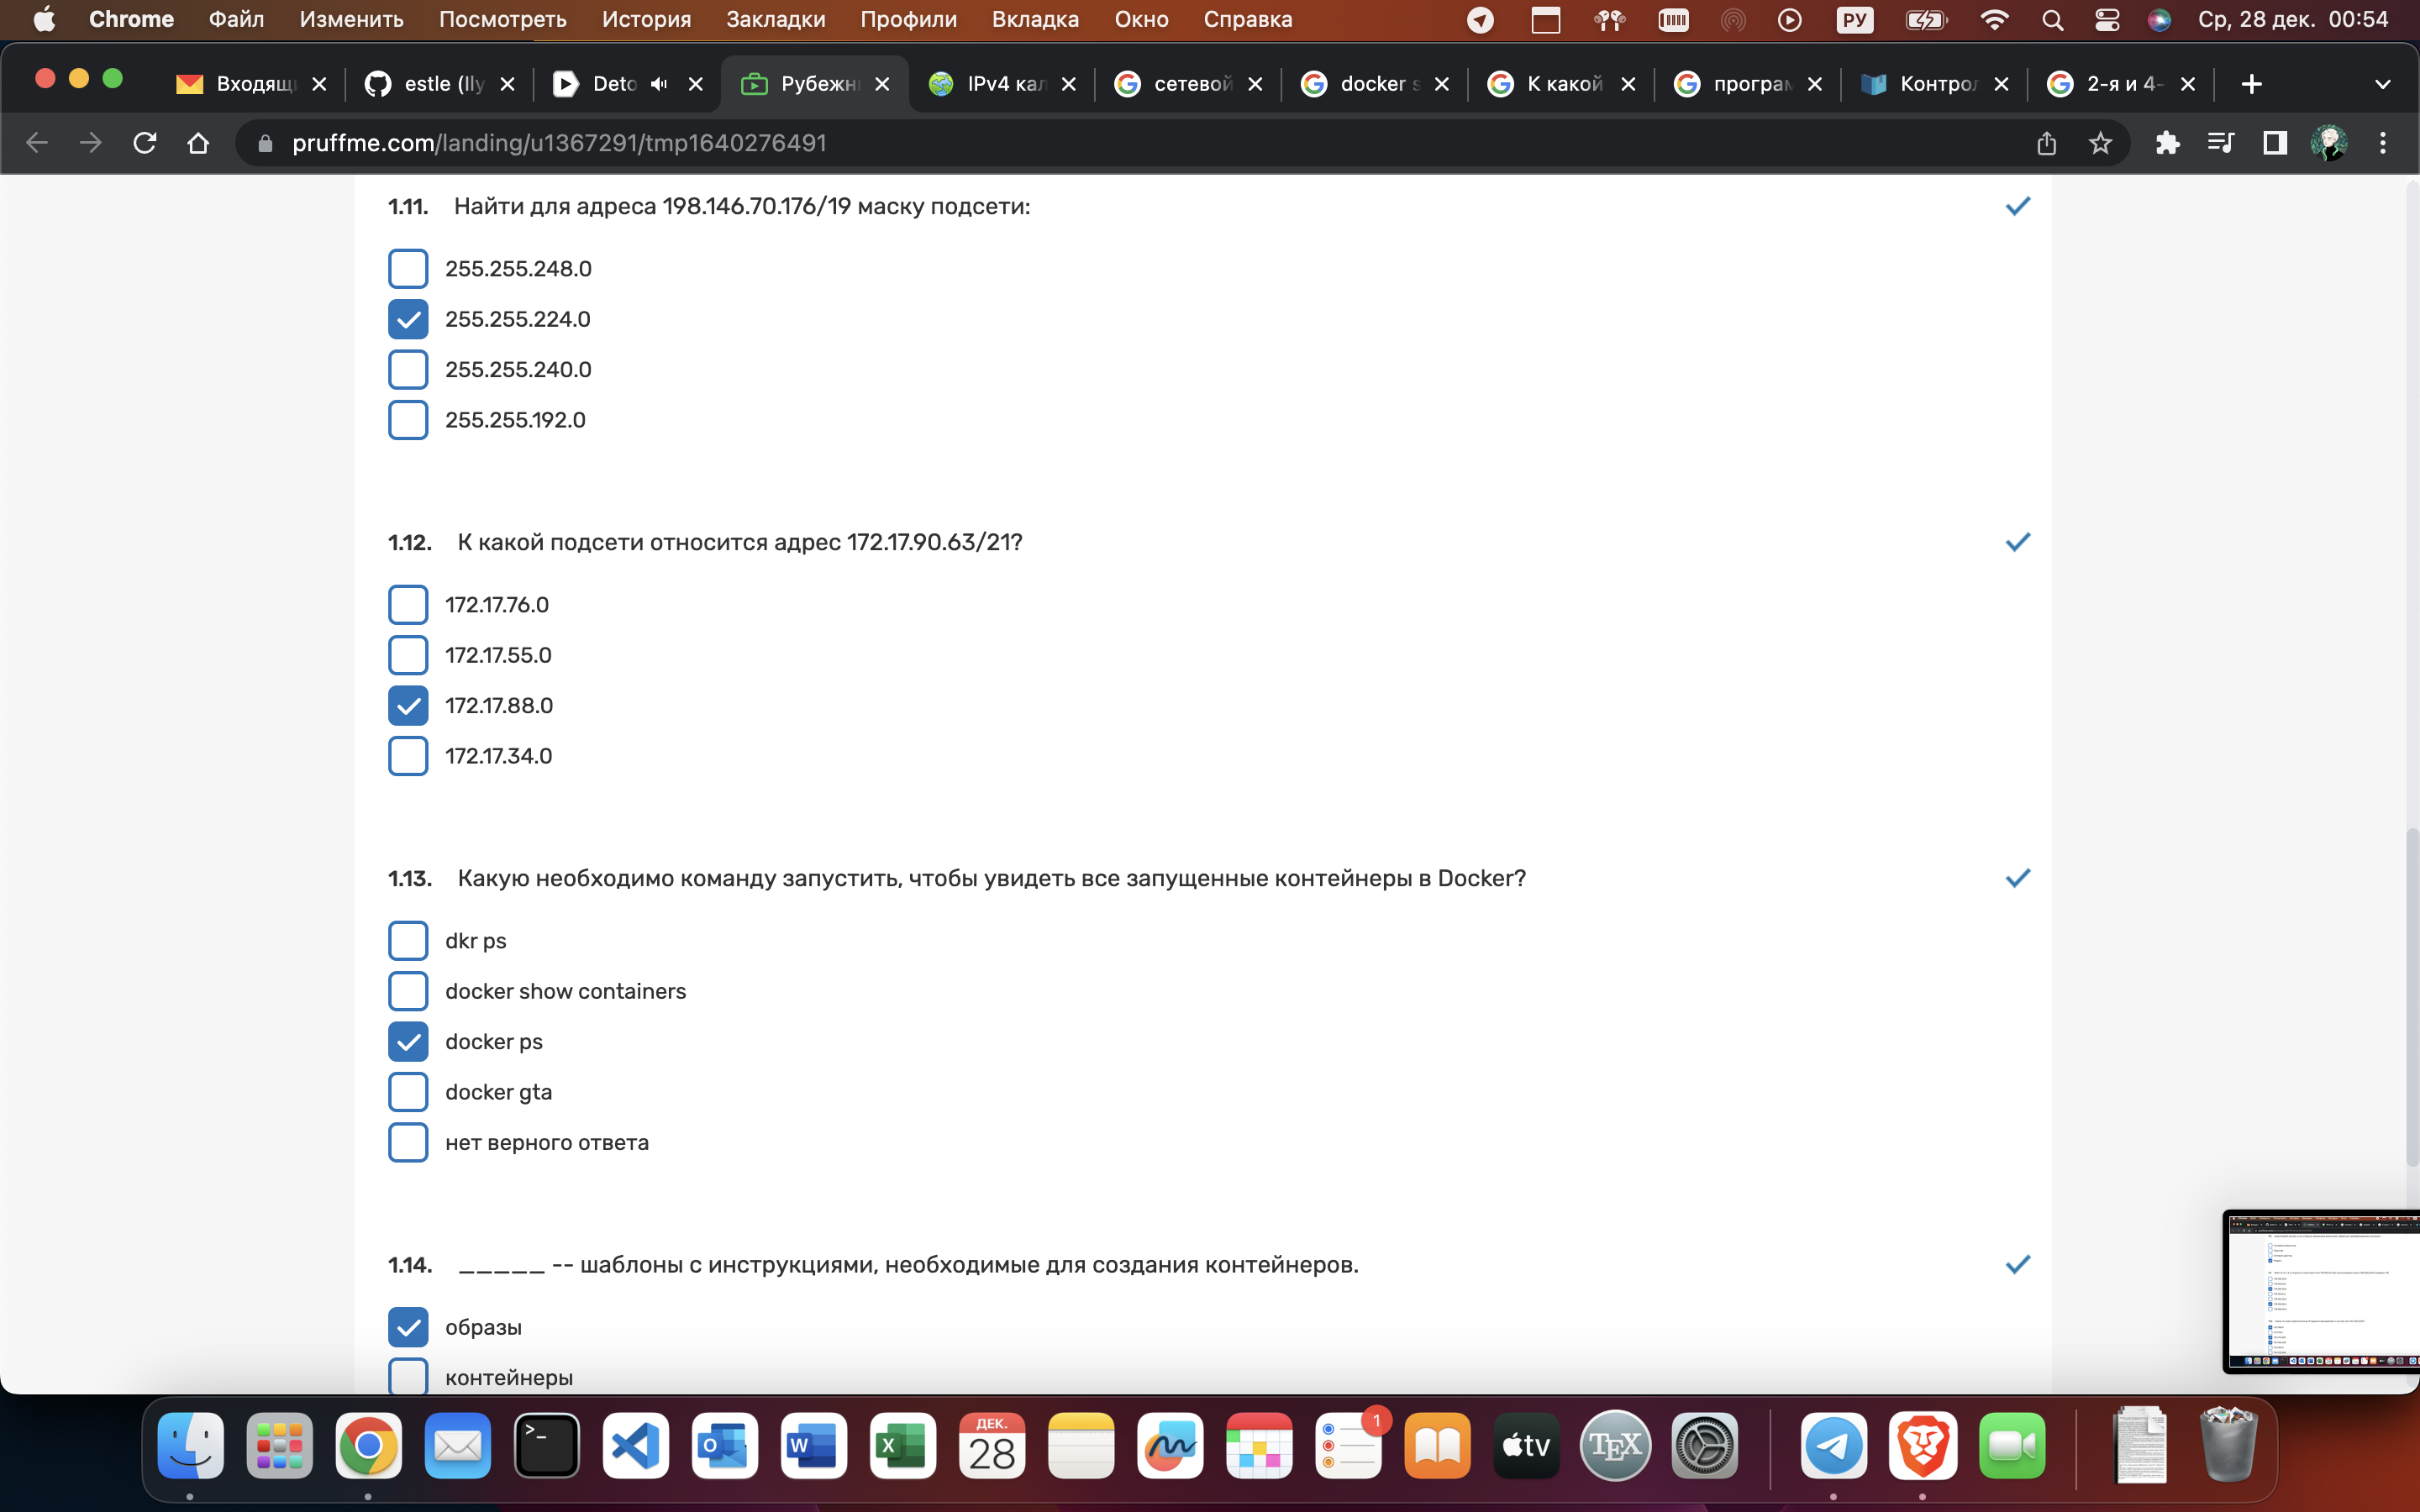 Chrome Файл Изменить Посмотреть История Закладки Профили Вкладка Окно Справка РУ Ср, 28 дек. 00:54
Входящ estle (Ily Deto Рубежн IPv4 кал сетевой docker s К какой програм Контрол 2-я и 4-
pruffme.com/landing/u1367291/tmp1640276491
1.11. Найти для адреса 198.146.70.176/19 маску подсети:
255.255.248.0
255.255.224.0
255.255.240.0
255.255.192.0
1.12. К какой подсети относится адрес 172.17.90.63/21?
172.17.76.0
172.17.55.0
172.17.88.0
172.17.34.0
1.13. Какую необходимо команду запустить, чтобы увидеть все запущенные контейнеры в Docker?
dkr ps
docker show containers
docker ps
docker gta
нет верного ответа
1.14. _____ -- шаблоны с инструкциями, необходимые для создания контейнеров.
образы
контейнеры
ДЕК.
28
1
tv
TEX